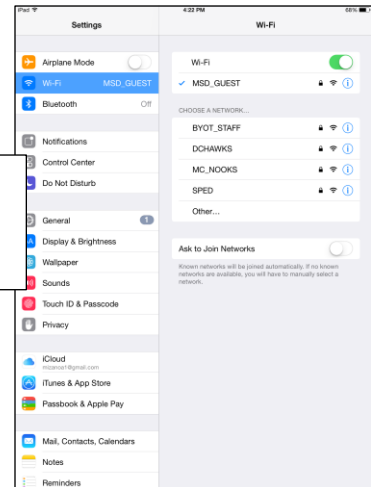 iPad
4:22 PM
68%
Settings
Wi-Fi
Airplane Mode
Wi-Fi MSD_GUEST
Bluetooth Off
Notifications
Control Center
Do Not Disturb
General 1
Display & Brightness
Wallpaper
Sounds
Touch ID & Passcode
Privacy
iCloud
iTunes & App Store
Passbook & Apple Pay
Mail, Contacts, Calendars
Notes
Reminders
Wi-Fi
MSD_GUEST
CHOOSE A NETWORK...
BYOT_STAFF
DCHAWKS
MC_NOOKS
SPED
Other...
Ask to Join Networks
Known networks will be joined automatically. If no known
networks are available, you will have to manually select a
network.